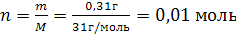 n = m/M = 0,31г/31г/моль = 0,01 моль